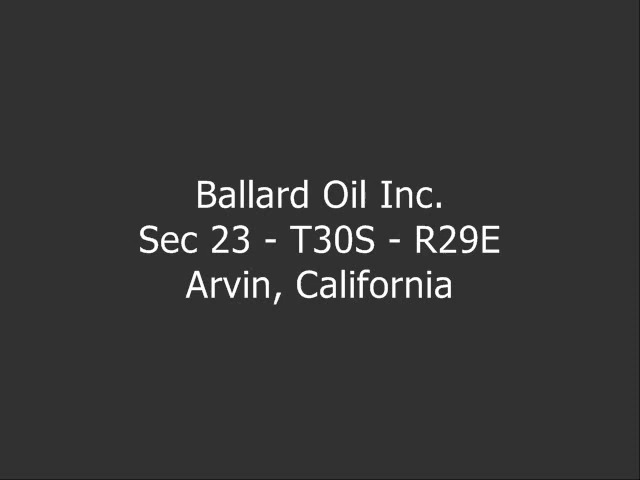 Ballard Oil Inc.
Sec 23 - T30S - R29E
Arvin, California